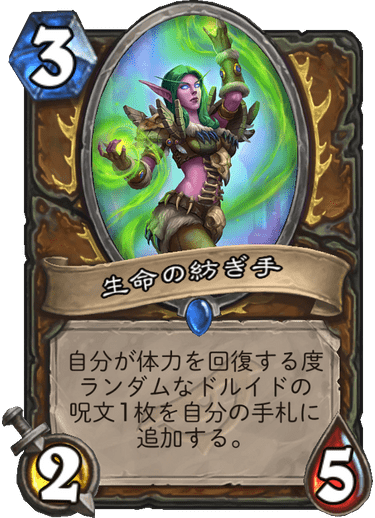 3
生命の紡ぎ手
自分が体力を回復する度
ランダムなドルイドの
呪文1枚を自分の手札に
追加する。
2
5